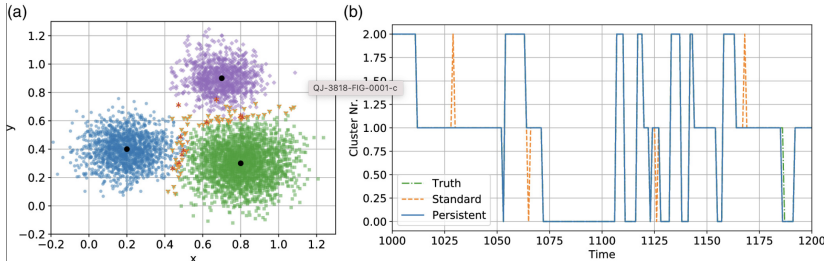 (a)
1.2
1.0
0.8
0.6
y
0.4
0.2
0.0
−0.2
−0.2 0.0 0.2 0.4 0.6 0.8 1.0 1.2
x
QJ-3818-FIG-0001-c
(b)
2.00
1.75
1.50
1.25
1.00
0.75
0.50
0.25
0.00
Cluster Nr.
Truth
Standard
Persistent
1000 1025 1050 1075 1100 1125 1150 1175 1200
Time